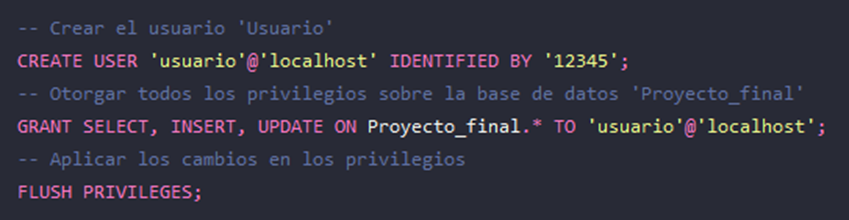 -- Crear el usuario 'Usuario'
CREATE USER 'usuario'@'localhost' IDENTIFIED BY '12345';
-- Otorgar todos los privilegios sobre la base de datos 'Proyecto_final'
GRANT SELECT, INSERT, UPDATE ON Proyecto_final.* TO 'usuario'@'localhost';
-- Aplicar los cambios en los privilegios
FLUSH PRIVILEGES;